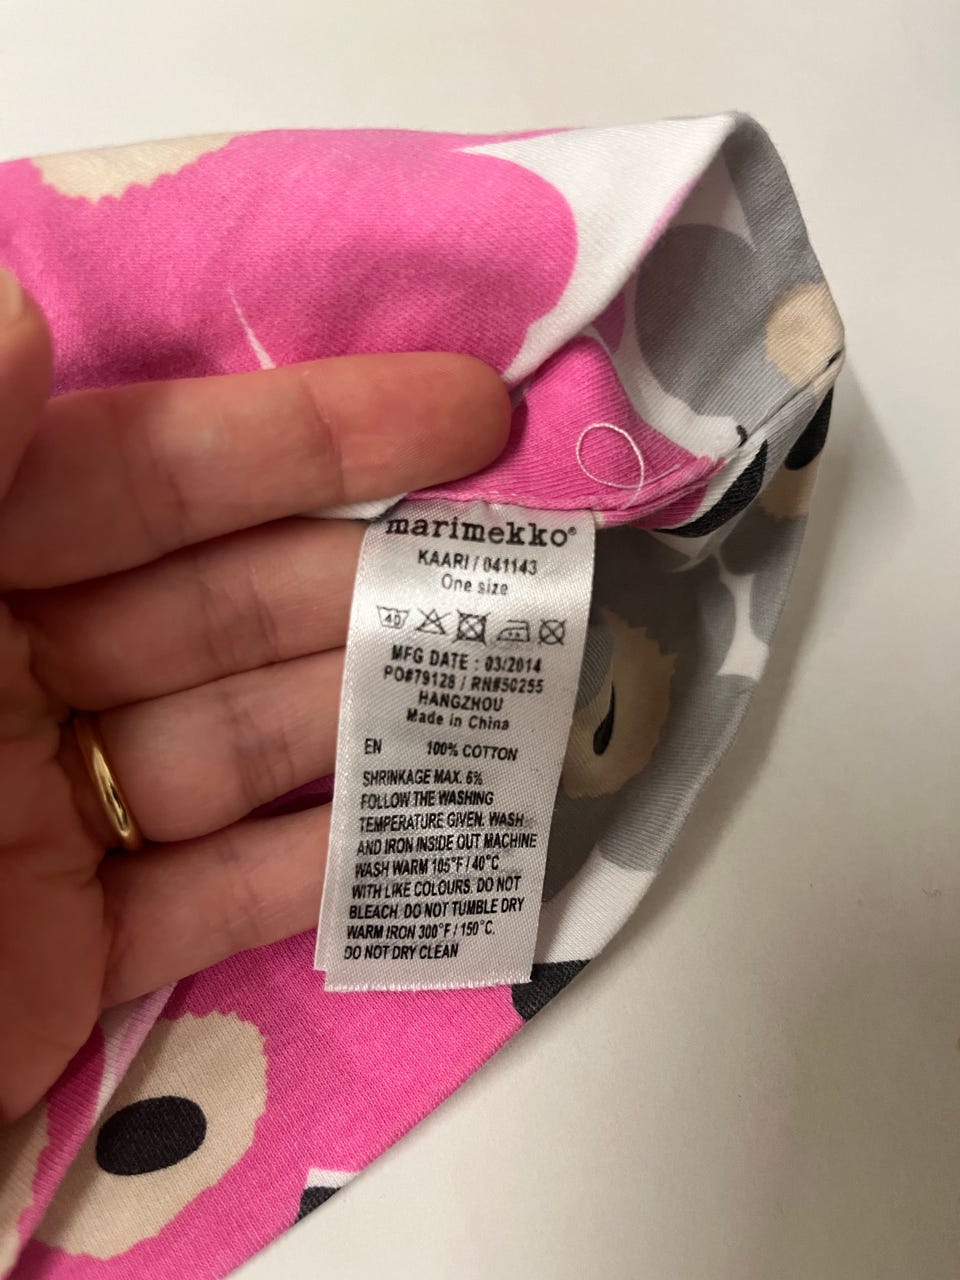 marimekko®
KAARI / 041143
One size
40
MFG DATE : 03/2014
PO#79128 / RN#50255
HANGZHOU
Made in China
EN 100% COTTON
SHRINKAGE MAX. 6%
FOLLOW THE WASHING
TEMPERATURE GIVEN. WASH
AND IRON INSIDE OUT MACHINE
WASH WARM 105°F / 40°C
WITH LIKE COLOURS. DO NOT
BLEACH. DO NOT TUMBLE DRY
WARM IRON 300°F / 150°C.
DO NOT DRY CLEAN